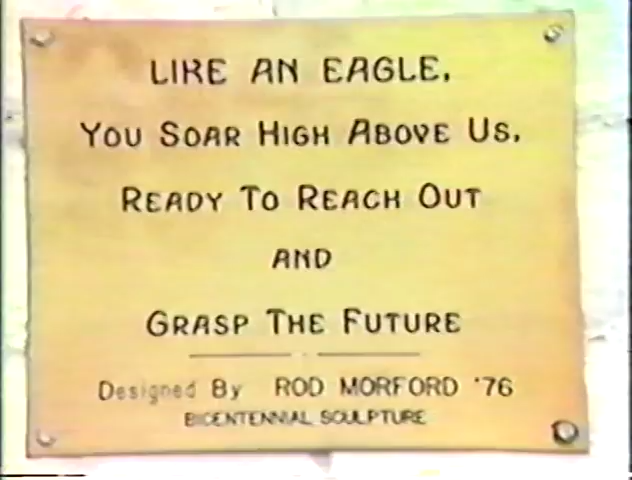 LIKE AN EAGLE,
YOU SOAR HIGH ABOVE US,
READY TO REACH OUT
AND
GRASP THE FUTURE
Designed By ROD MORFORD '76
BICENTENNIAL SCULPTURE